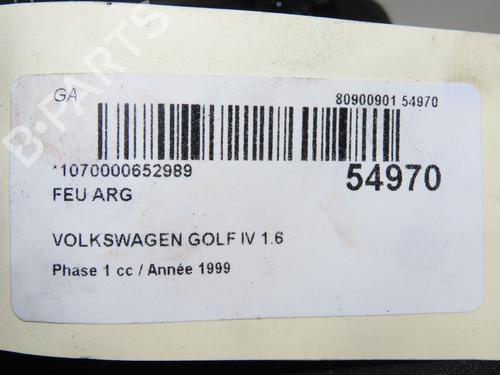 GA
80900901 54970
*1070000652989
54970
FEU ARG
VOLKSWAGEN GOLF IV 1.6
Phase 1 cc / Année 1999
B-PARTS